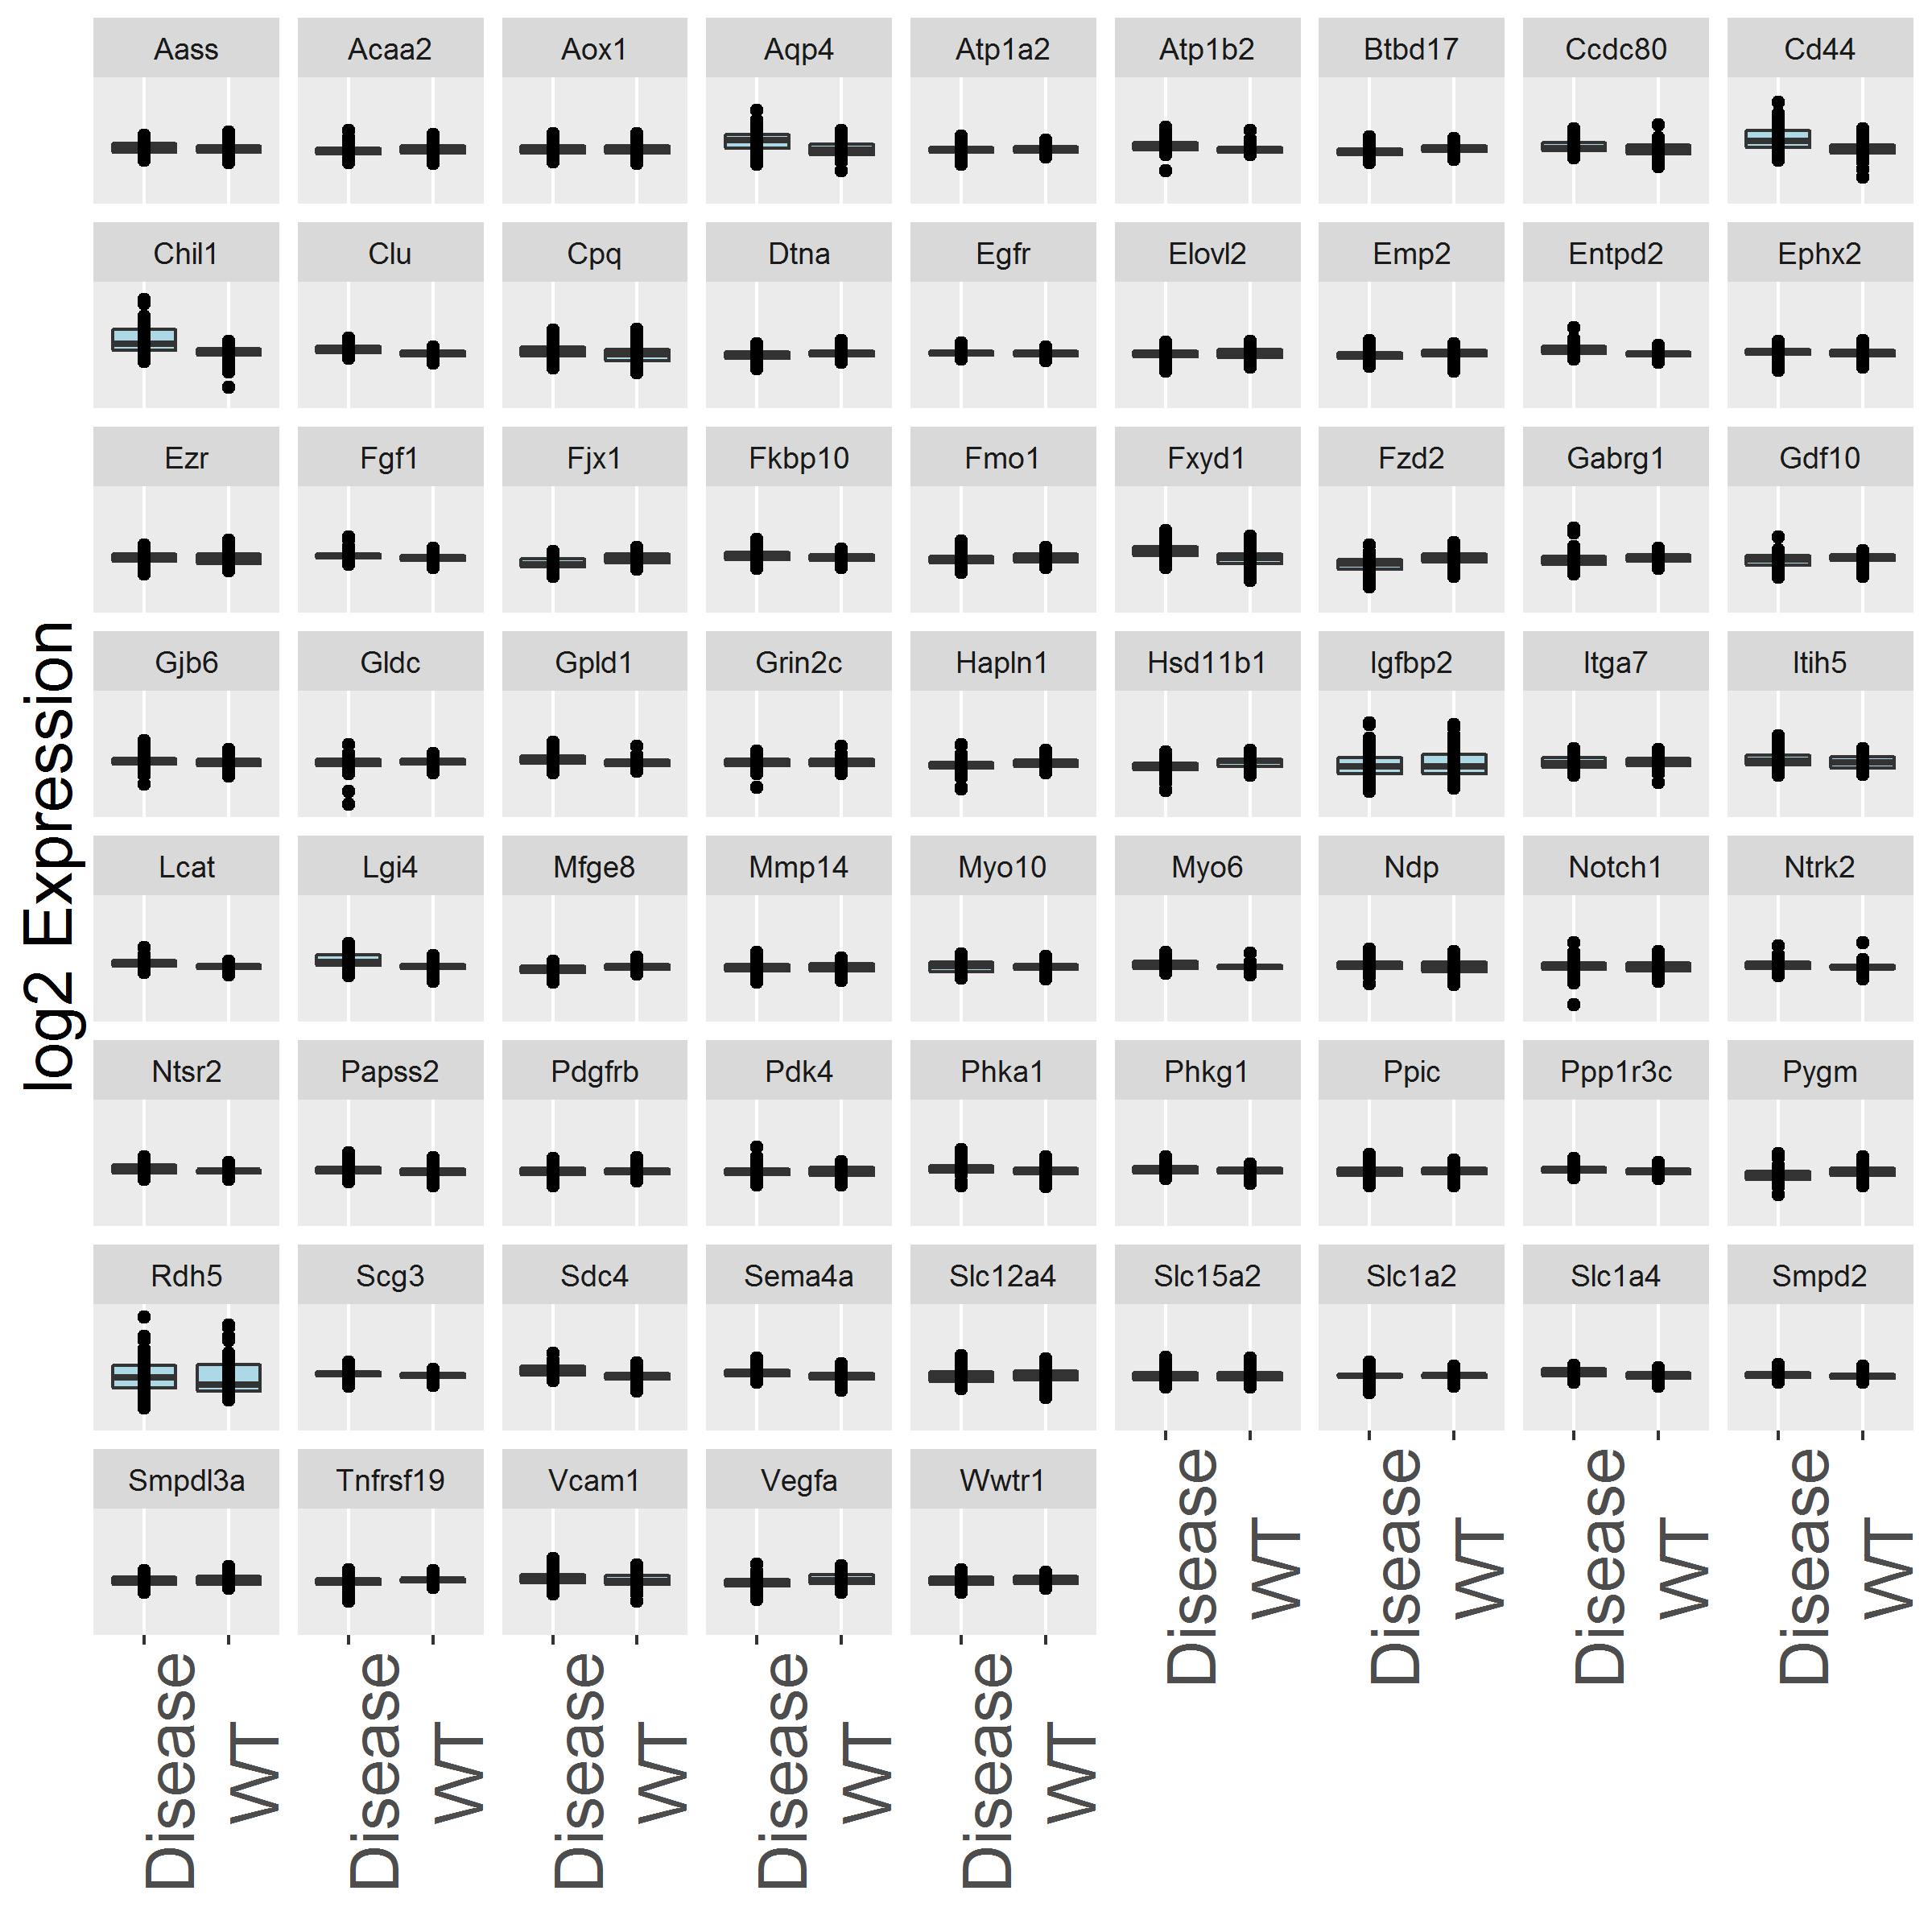 Aass Acaa2 Aox1 Aqp4 Atp1a2 Atp1b2 Btbd17 Ccdc80 Cd44
Chil1 Clu Cpq Dtna Egfr Elovl2 Emp2 Entpd2 Ephx2
Ezr Fgf1 Fjx1 Fkbp10 Fmo1 Fxyd1 Fzd2 Gabrg1 Gdf10
log2 Expression
Gjb6 Gldc Gpld1 Grin2c Hapln1 Hsd11b1 Igfbp2 Itga7 Itih5
Lcat Lgi4 Mfge8 Mmp14 Myo10 Myo6 Ndp Notch1 Ntrk2
Ntsr2 Papss2 Pdgfrb Pdk4 Phka1 Phkg1 Ppic Ppp1r3c Pygm
Rdh5 Scg3 Sdc4 Sema4a Slc12a4 Slc15a2 Slc1a2 Slc1a4 Smpd2
Smpdl3a Tnfrsf19 Vcam1 Vegfa Wwtr1
Disease WT Disease WT Disease WT Disease WT
Disease WT Disease WT Disease WT Disease WT Disease WT